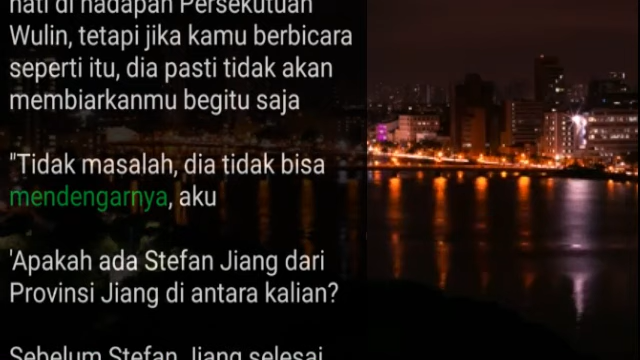 hati di hadapan Persekutuan
Wulin, tetapi jika kamu berbicara
seperti itu, dia pasti tidak akan
membiarkanmu begitu saja
"Tidak masalah, dia tidak bisa
mendengarnya, aku
'Apakah ada Stefan Jiang dari
Provinsi Jiang di antara kalian?
Sebelum Stefan Jiang selesai